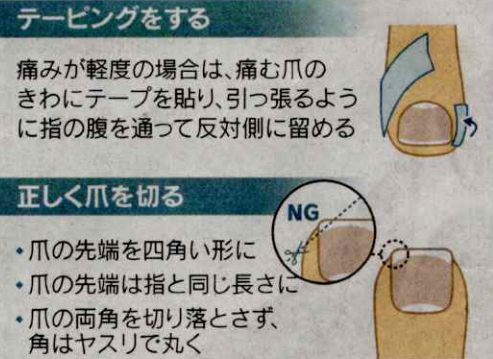 テーピングをする
痛みが軽度の場合は、痛む爪の
きわにテープを貼り、引っ張るよう
に指の腹を通って反対側に留める
正しく爪を切る
NG
・爪の先端を四角い形に
・爪の先端は指と同じ長さに
・爪の両角を切り落とさず、
角はヤスリで丸く